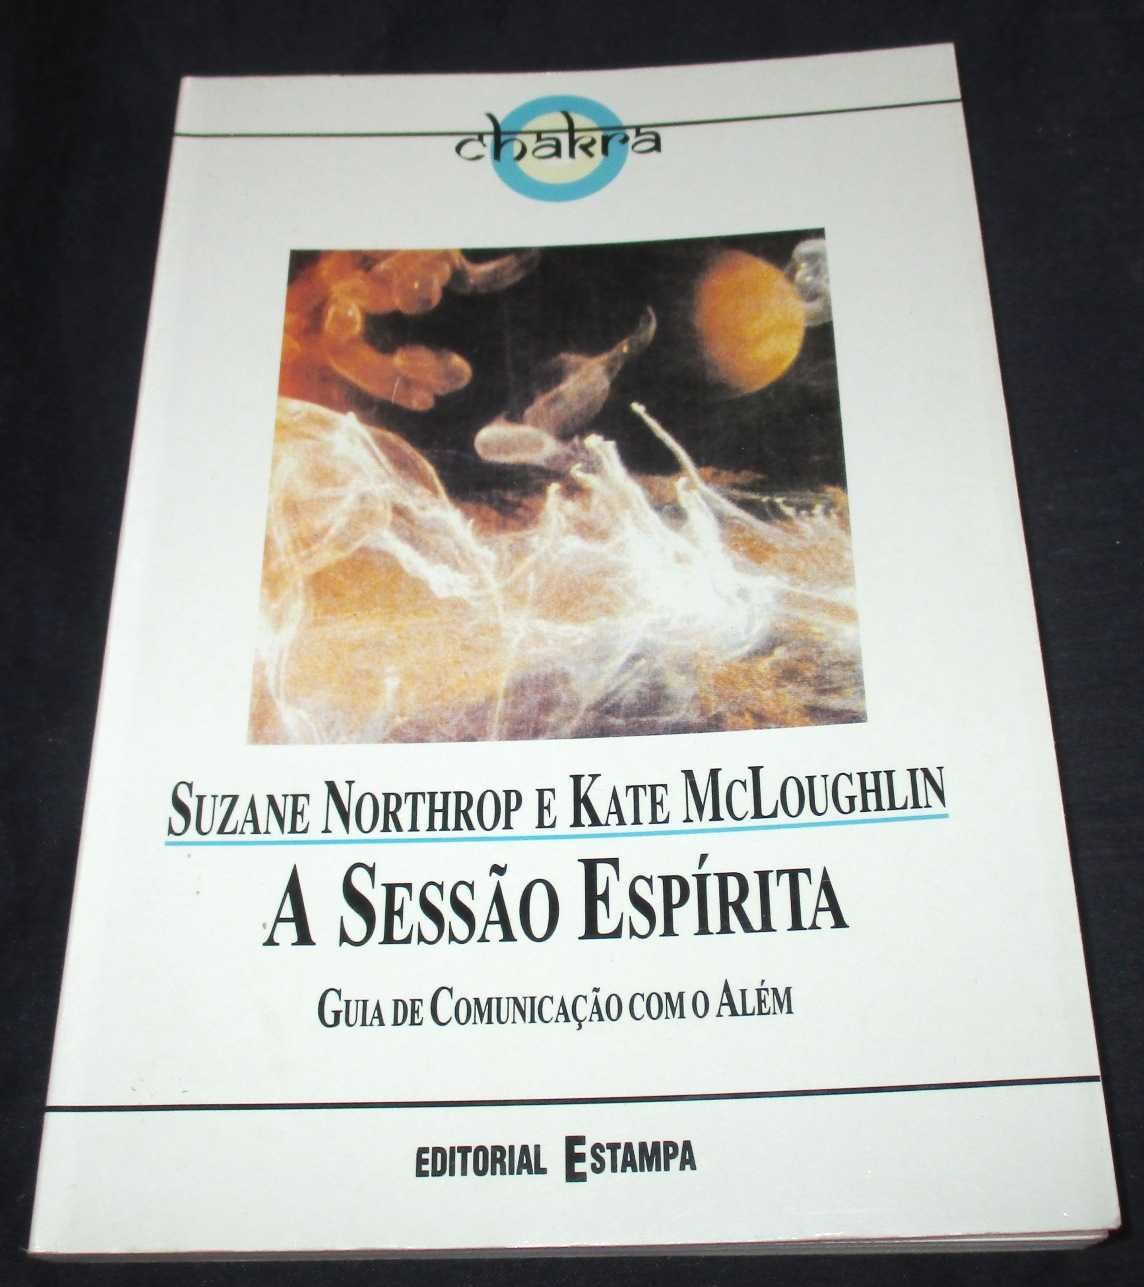 chakra
SUZANE NORTHROP E KATE MCLOUGHLIN
A SESSÃO ESPÍRITA
GUIA DE COMUNICAÇÃO COM O ALÉM
EDITORIAL ESTAMPA